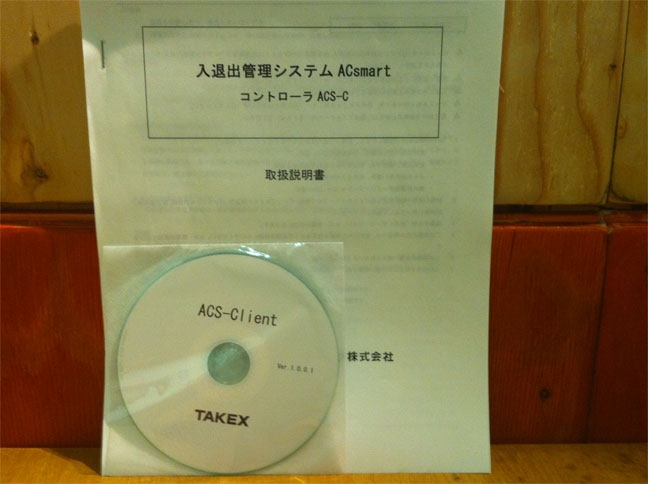 入退出管理システム ACsmart
コントローラ ACS-C
取扱説明書
株式会社
ACS-Client
Ver.1.0.0.1
TAKEX